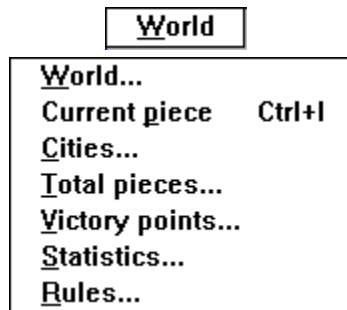 World
World...
Current piece Ctrl+I
Cities...
Total pieces...
Victory points...
Statistics...
Rules...